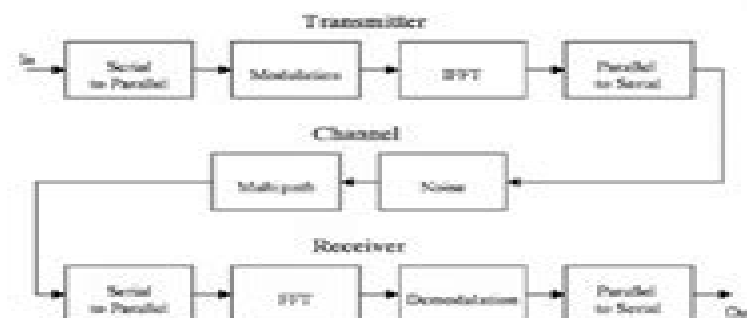 Transmitter
In
Serial
to Parallel
Modulation
IFFT
Parallel
to Serial
Channel
Multipath
Noise
Receiver
Serial
to Parallel
FFT
Demodulation
Parallel
to Serial
Out